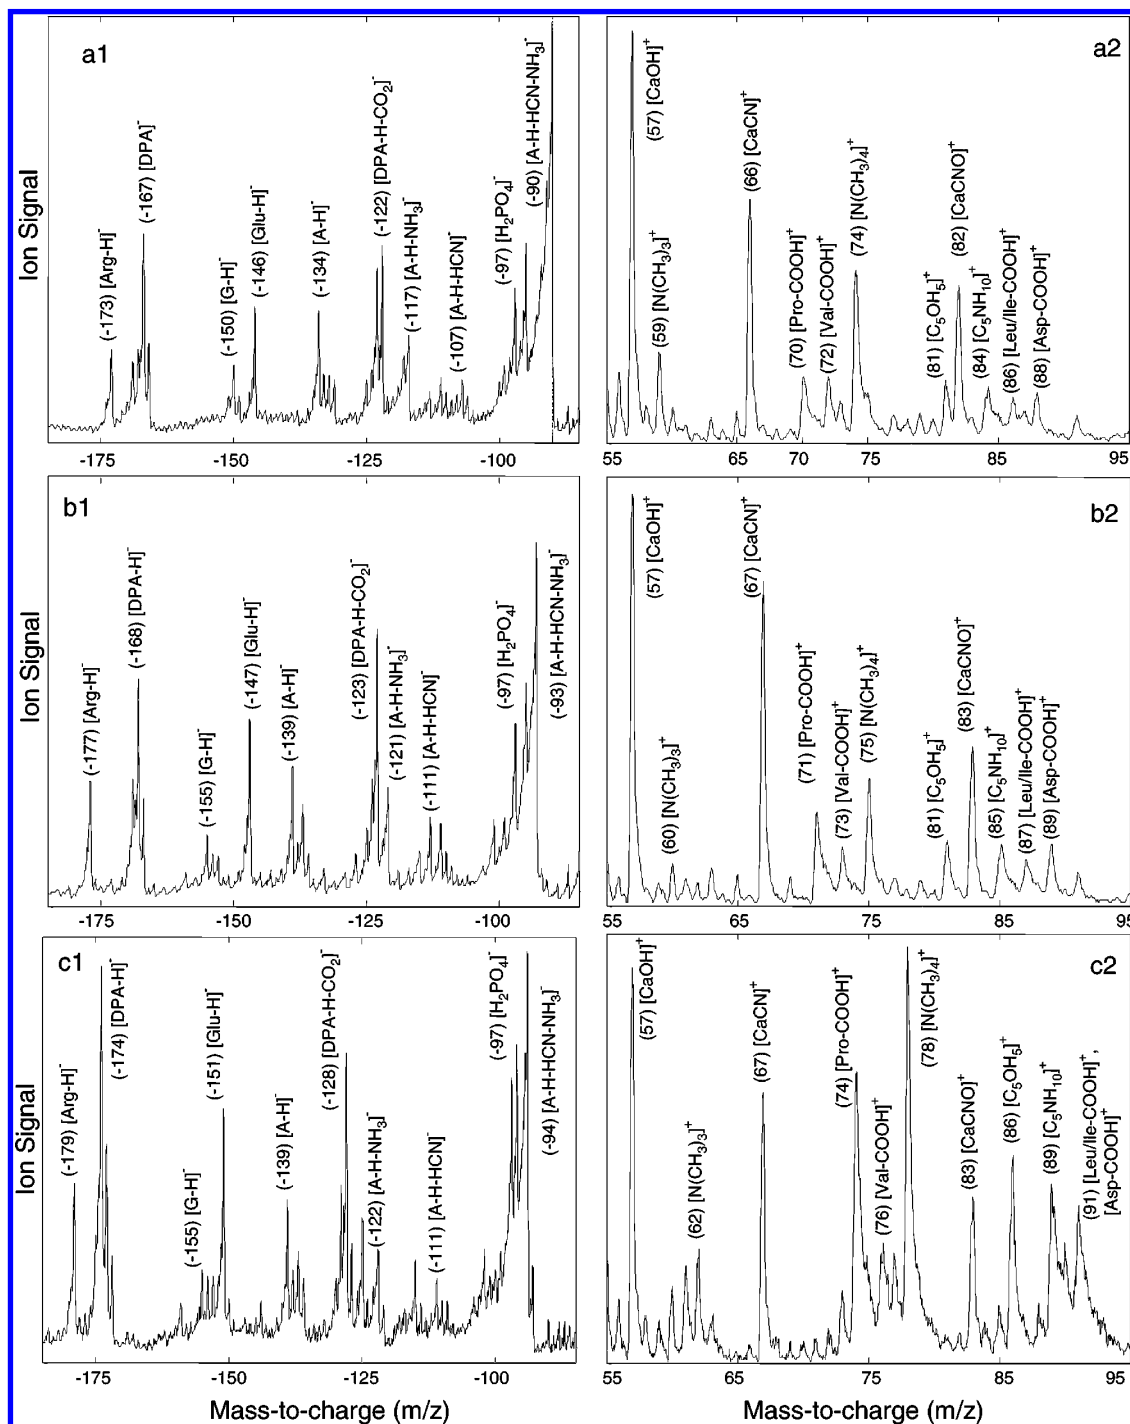 a1
Ion Signal
(-173) [Arg-H]⁻
(-167) [DPA]⁻
(-150) [G-H]⁻
(-146) [Glu-H]⁻
(-134) [A-H]⁻
(-122) [DPA-H-CO₂]⁻
(-117) [A-H-NH₃]⁻
(-107) [A-H-HCN]⁻
(-97) [H₂PO₄]⁻
(-90) [A-H-HCN-NH₃]⁻
-175 -150 -125 -100
a2
(57) [CaOH]⁺
(59) [N(CH₃)₃]⁺
(66) [CaCN]⁺
(70) [Pro-COOH]⁺
(72) [Val-COOH]⁺
(74) [N(CH₃)₄]⁺
(81) [C₅OH₅]⁺
(82) [CaCNO]⁺
(84) [C₅NH₁₀]⁺
(86) [Leu/Ile-COOH]⁺
(88) [Asp-COOH]⁺
55 65 70 75 85 95
b1
Ion Signal
(-177) [Arg-H]⁻
(-168) [DPA-H]⁻
(-155) [G-H]⁻
(-147) [Glu-H]⁻
(-139) [A-H]⁻
(-123) [DPA-H-CO₂]⁻
(-121) [A-H-NH₃]⁻
(-111) [A-H-HCN]⁻
(-97) [H₂PO₄]⁻
(-93) [A-H-HCN-NH₃]⁻
-175 -150 -125 -100
b2
(57) [CaOH]⁺
(60) [N(CH₃)₃]⁺
(67) [CaCN]⁺
(71) [Pro-COOH]⁺
(73) [Val-COOH]⁺
(75) [N(CH₃)₄]⁺
(81) [C₅OH₅]⁺
(83) [CaCNO]⁺
(85) [C₅NH₁₀]⁺
(87) [Leu/Ile-COOH]⁺
(89) [Asp-COOH]⁺
55 65 75 85 95
c1
Ion Signal
(-179) [Arg-H]⁻
(-174) [DPA-H]⁻
(-155) [G-H]⁻
(-151) [Glu-H]⁻
(-139) [A-H]⁻
(-128) [DPA-H-CO₂]⁻
(-122) [A-H-NH₃]⁻
(-111) [A-H-HCN]⁻
(-97) [H₂PO₄]⁻
(-94) [A-H-HCN-NH₃]⁻
-175 -150 -125 -100
Mass-to-charge (m/z)
c2
(57) [CaOH]⁺
(62) [N(CH₃)₃]⁺
(67) [CaCN]⁺
(74) [Pro-COOH]⁺
(76) [Val-COOH]⁺
(78) [N(CH₃)₄]⁺
(83) [CaCNO]⁺
(86) [C₅OH₅]⁺
(89) [C₅NH₁₀]⁺
(91) [Leu/Ile-COOH]⁺,
[Asp-COOH]⁺
55 65 75 85 95
Mass-to-charge (m/z)